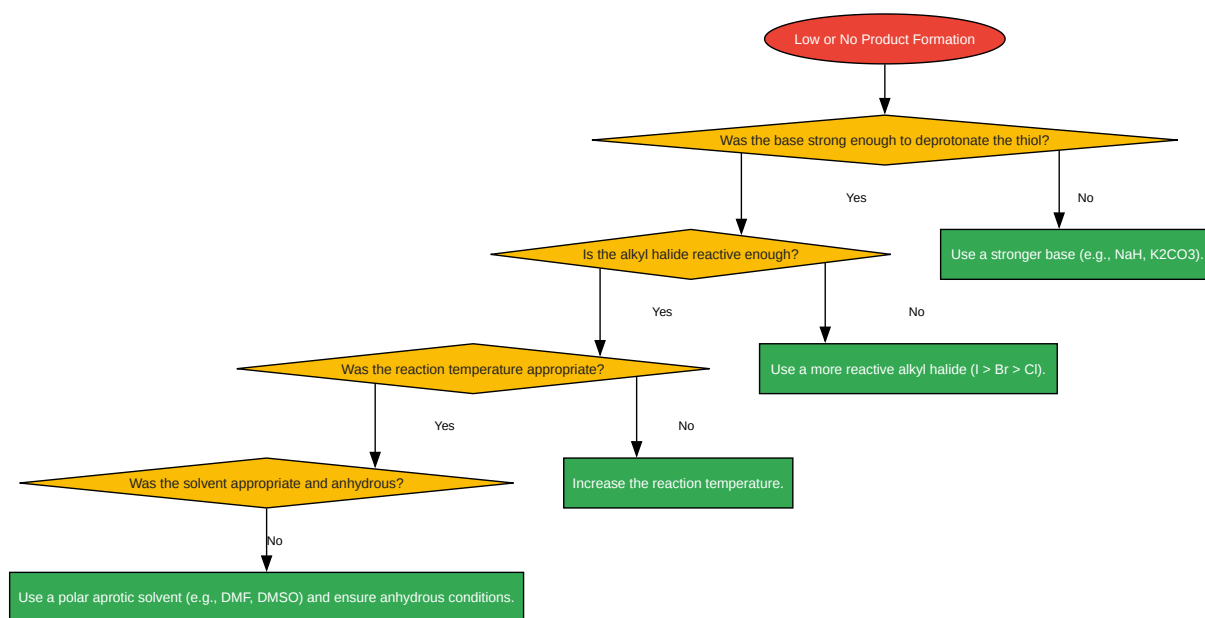 Low or No Product Formation
Was the base strong enough to deprotonate the thiol?
Yes
No
Is the alkyl halide reactive enough?
Use a stronger base (e.g., NaH, K2CO3).
Yes
No
Was the reaction temperature appropriate?
Use a more reactive alkyl halide (I > Br > Cl).
Yes
No
Was the solvent appropriate and anhydrous?
Increase the reaction temperature.
No
Use a polar aprotic solvent (e.g., DMF, DMSO) and ensure anhydrous conditions.